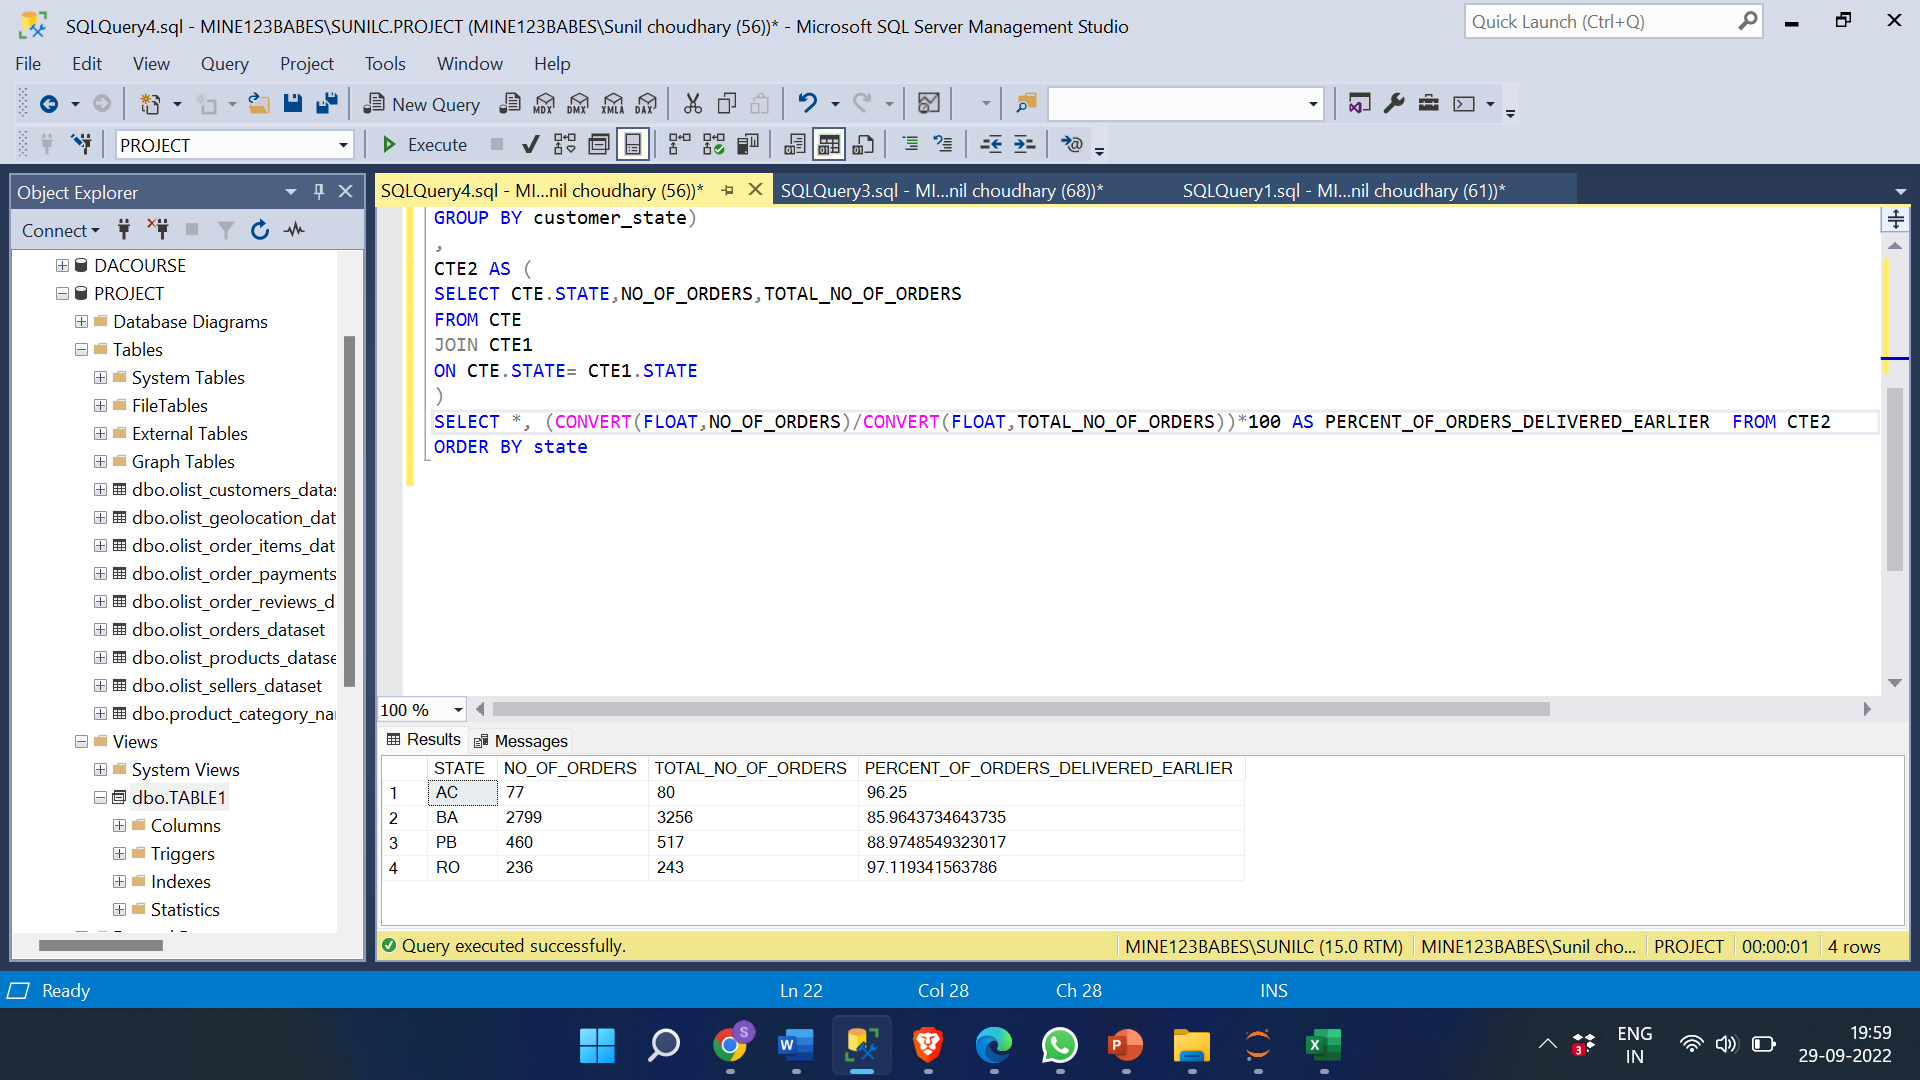 SQLQuery4.sql - MINE123BABES\SUNILC.PROJECT (MINE123BABES\Sunil choudhary (56))* - Microsoft SQL Server Management Studio
Quick Launch (Ctrl+Q)
File Edit View Query Project Tools Window Help
New Query MDX DMX XMLA DAX
PROJECT Execute
Object Explorer
SQLQuery4.sql - MI...nil choudhary (56))* SQLQuery3.sql - MI...nil choudhary (68))* SQLQuery1.sql - MI...nil choudhary (61))*
Connect
DACOURSE
PROJECT
Database Diagrams
Tables
System Tables
FileTables
External Tables
Graph Tables
dbo.olist_customers_datas
dbo.olist_geolocation_dat
dbo.olist_order_items_dat
dbo.olist_order_payments
dbo.olist_order_reviews_d
dbo.olist_orders_dataset
dbo.olist_products_datase
dbo.olist_sellers_dataset
dbo.product_category_na
Views
System Views
dbo.TABLE1
Columns
Triggers
Indexes
Statistics
GROUP BY customer_state)
,
CTE2 AS (
SELECT CTE.STATE,NO_OF_ORDERS,TOTAL_NO_OF_ORDERS
FROM CTE
JOIN CTE1
ON CTE.STATE= CTE1.STATE
)
SELECT *, (CONVERT(FLOAT,NO_OF_ORDERS)/CONVERT(FLOAT,TOTAL_NO_OF_ORDERS))*100 AS PERCENT_OF_ORDERS_DELIVERED_EARLIER FROM CTE2
ORDER BY state
100 %
Results Messages
STATE NO_OF_ORDERS TOTAL_NO_OF_ORDERS PERCENT_OF_ORDERS_DELIVERED_EARLIER
1 AC 77 80 96.25
2 BA 2799 3256 85.9643734643735
3 PB 460 517 88.9748549323017
4 RO 236 243 97.119341563786
Query executed successfully. MINE123BABES\SUNILC (15.0 RTM) MINE123BABES\Sunil cho... PROJECT 00:00:01 4 rows
Ready Ln 22 Col 28 Ch 28 INS
S W P X 3
ENG
IN
19:59
29-09-2022